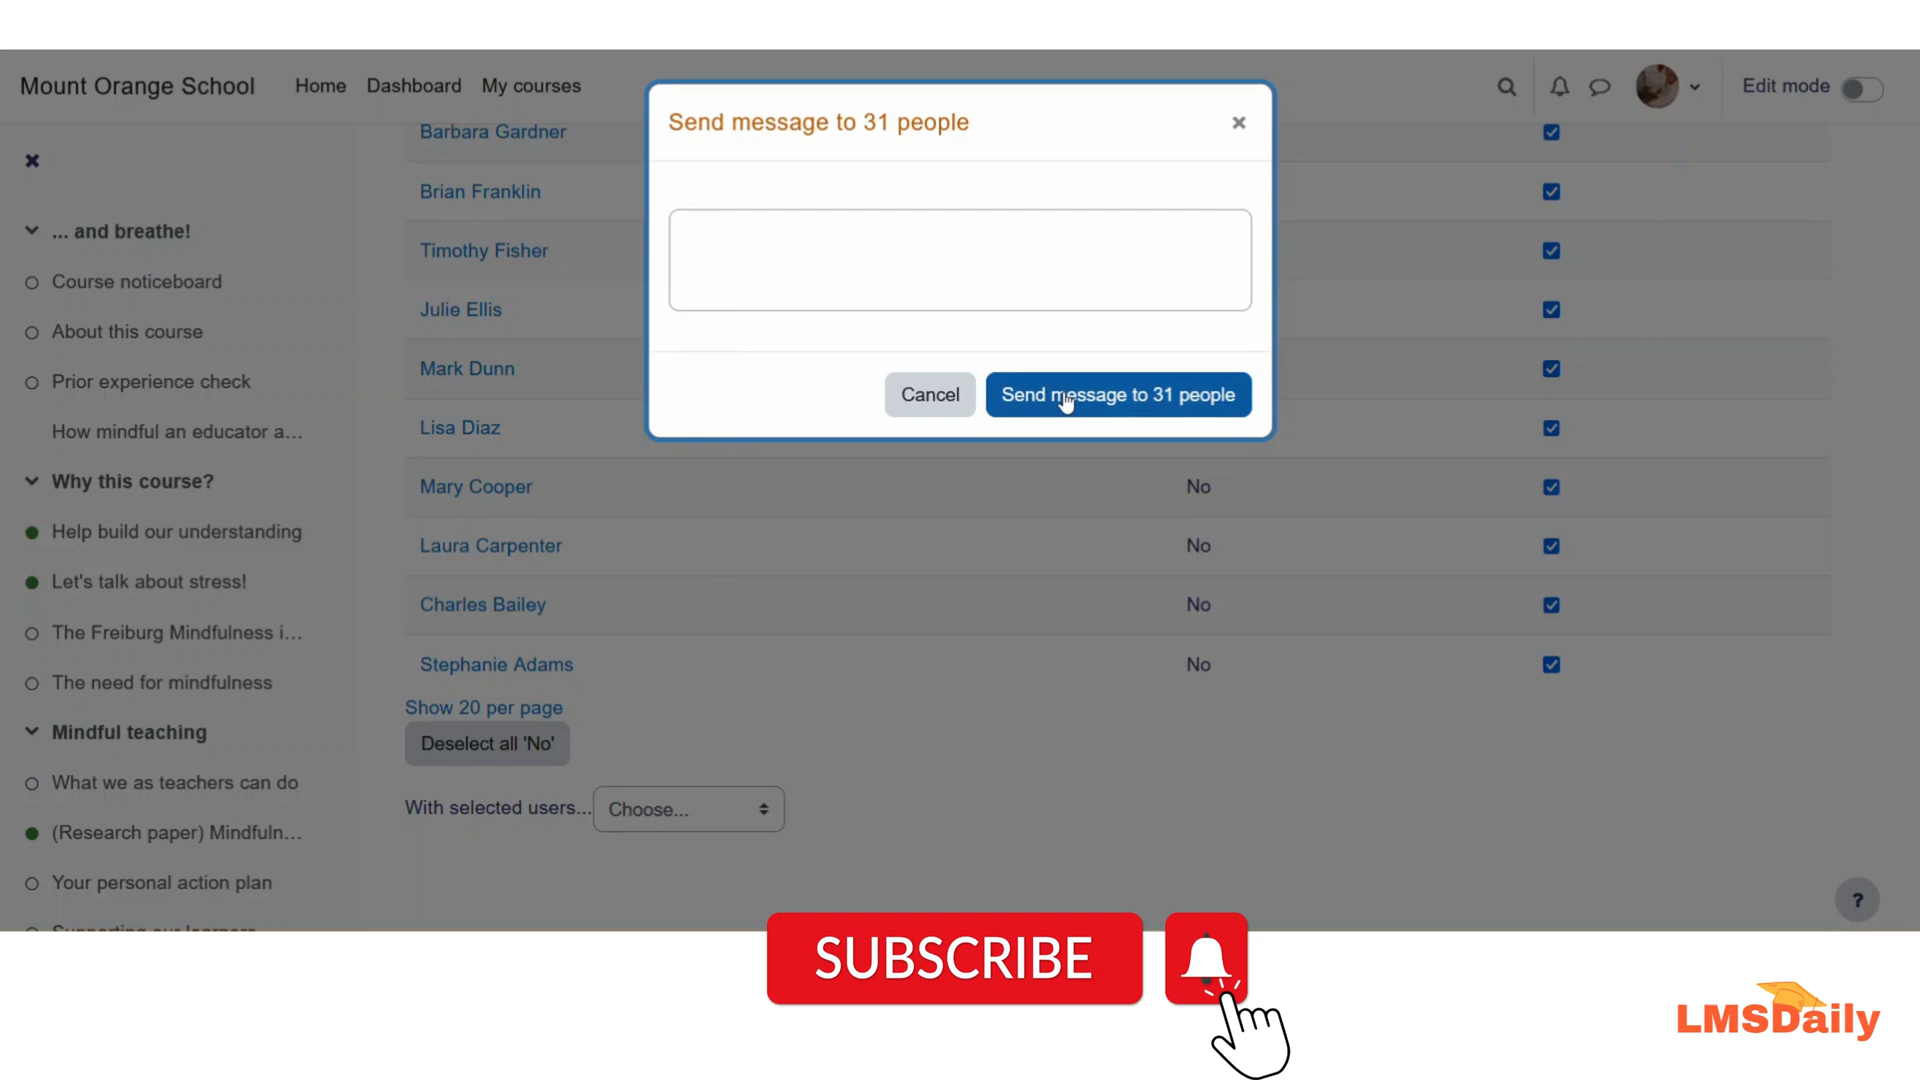 Mount Orange School
Home
Dashboard
My courses
Edit mode
Send message to 31 people
Cancel
Send message to 31 people
... and breathe!
Course noticeboard
About this course
Prior experience check
How mindful an educator a...
Why this course?
Help build our understanding
Let's talk about stress!
The Freiburg Mindfulness i...
The need for mindfulness
Mindful teaching
What we as teachers can do
(Research paper) Mindfuln...
Your personal action plan
Supporting our learners
Barbara Gardner
Brian Franklin
Timothy Fisher
Julie Ellis
Mark Dunn
Lisa Diaz
Mary Cooper No
Laura Carpenter No
Charles Bailey No
Stephanie Adams No
Show 20 per page
Deselect all 'No'
With selected users... Choose...
?
SUBSCRIBE
LMSDaily